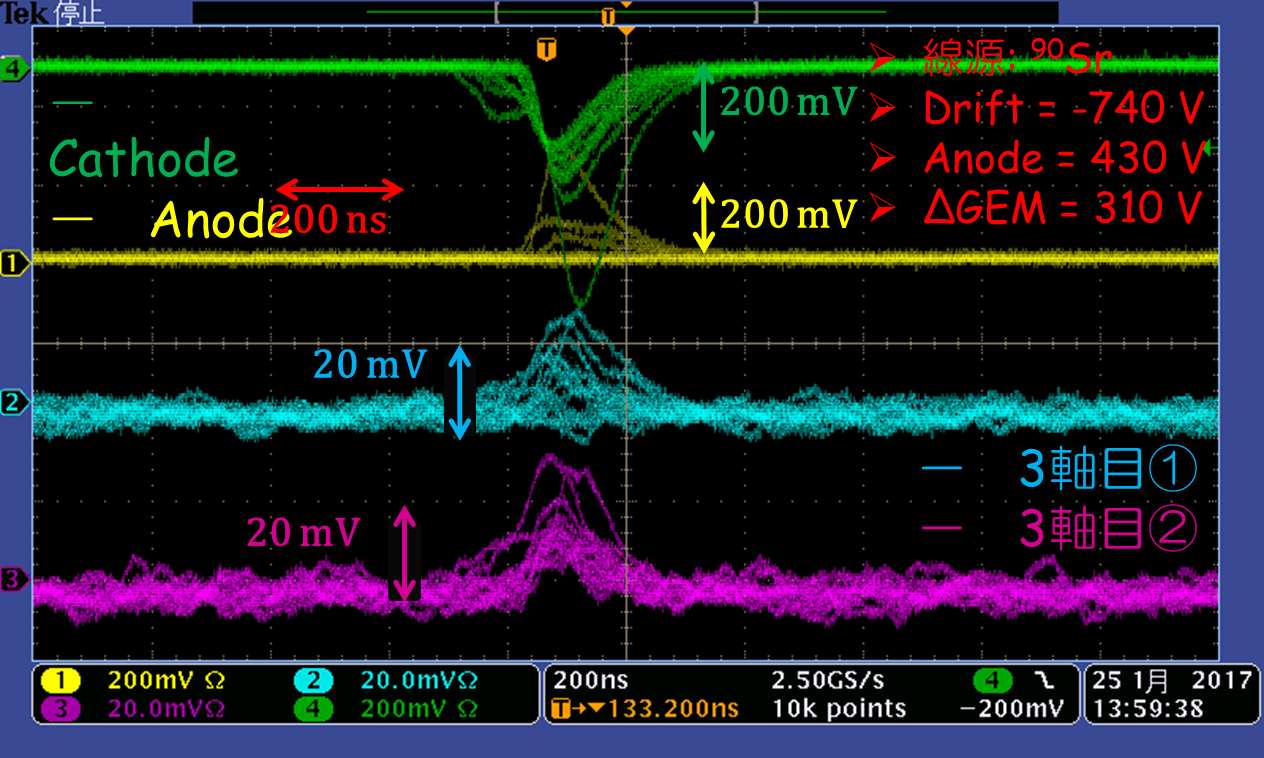 Tek 停止
T
T
4
➢ 線源: ⁹⁰Sr
200 mV
➢ Drift = -740 V
Cathode
➢ Anode = 430 V
Anode
200 ns
200 mV
➢ ΔGEM = 310 V
1
20 mV
2
3軸目①
20 mV
3軸目②
3
1 200mV Ω 2 20.0mVΩ
3 20.0mVΩ 4 200mV Ω
200ns 2.50GS/s 4 ꔪ
T→▼133.200ns 10k points −200mV
25 1月 2017
13:59:38